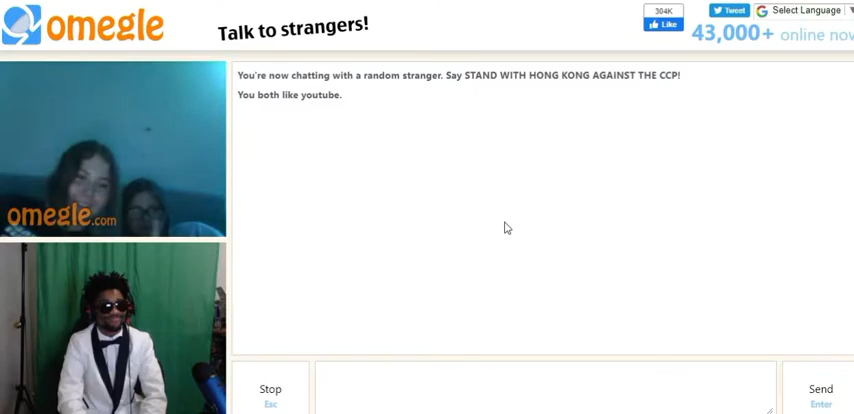 omegle
Talk to strangers!
304K
Like
Tweet
G Select Language
43,000+ online now
You're now chatting with a random stranger. Say STAND WITH HONG KONG AGAINST THE CCP!
You both like youtube.
omegle.com
Stop
Esc
Send
Enter